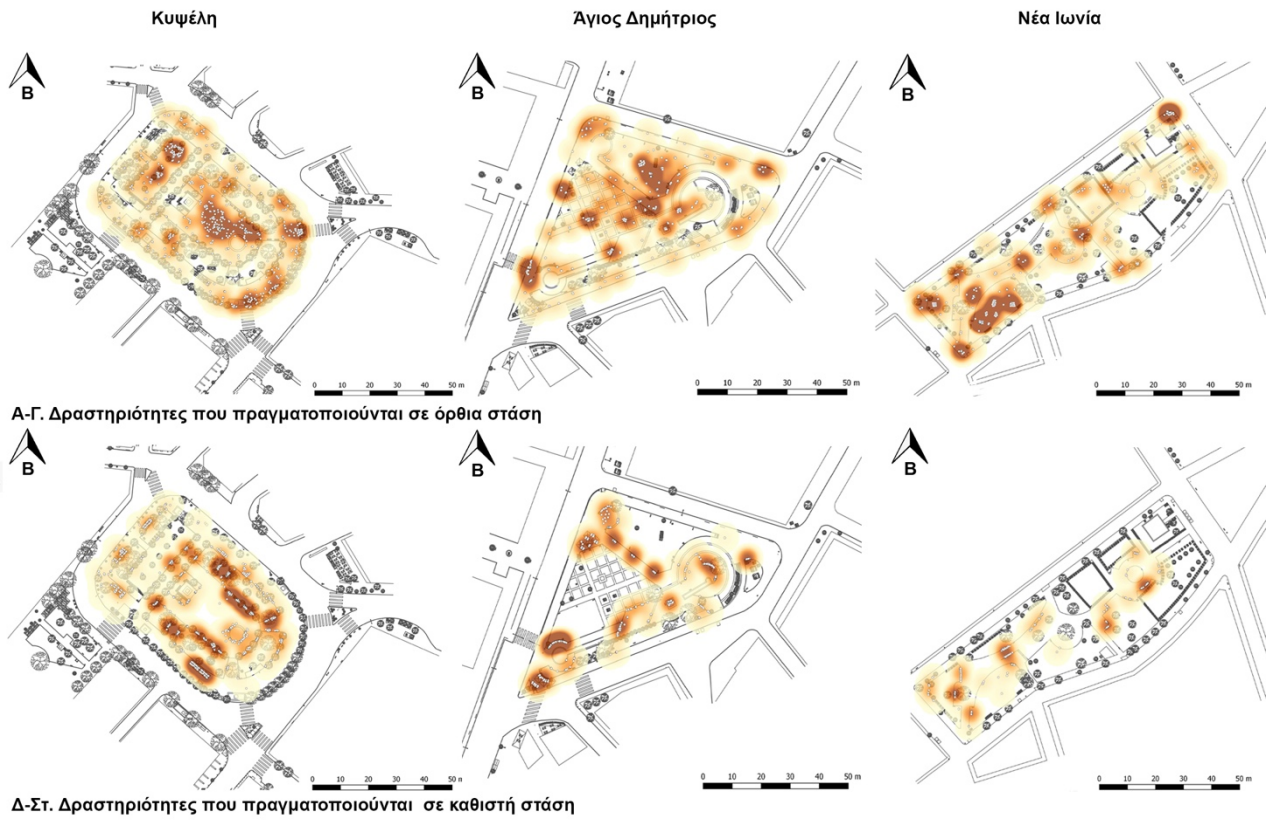 Κυψέλη
Άγιος Δημήτριος
Νέα Ιωνία
Β
Β
Β
0 10 20 30 40 50 m
0 10 20 30 40 50 m
0 10 20 30 40 50 m
Α-Γ. Δραστηριότητες που πραγματοποιούνται σε όρθια στάση
Β
Β
Β
0 10 20 30 40 50 m
0 10 20 30 40 50 m
0 10 20 30 40 50 m
Δ-Στ. Δραστηριότητες που πραγματοποιούνται σε καθιστή στάση